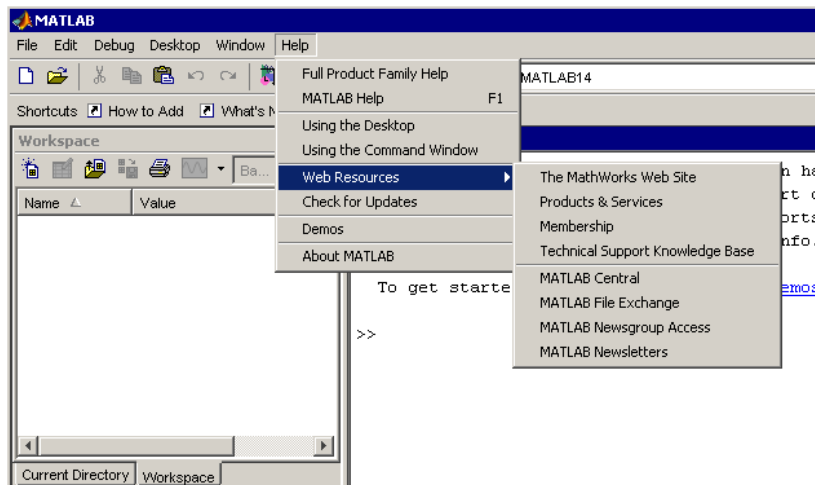 MATLAB
File Edit Debug Desktop Window Help
MATLAB14
Shortcuts How to Add What's N
Workspace
Ba...
Name Value
Full Product Family Help
MATLAB Help F1
Using the Desktop
Using the Command Window
Web Resources
Check for Updates
Demos
About MATLAB
The MathWorks Web Site
Products & Services
Membership
Technical Support Knowledge Base
MATLAB Central
MATLAB File Exchange
MATLAB Newsgroup Access
MATLAB Newsletters
To get starte
emos
>>
Current Directory Workspace